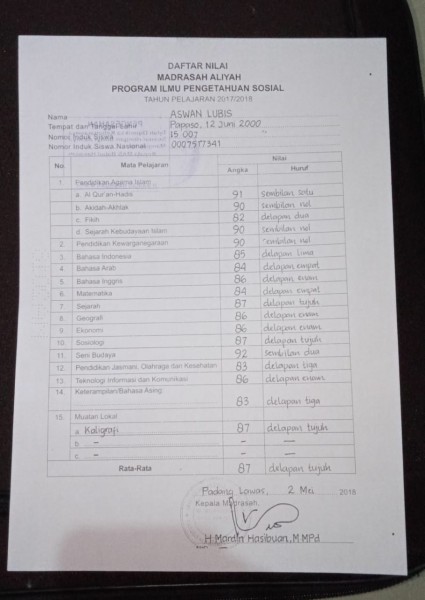 DAFTAR NILAI
MADRASAH ALIYAH
PROGRAM ILMU PENGETAHUAN SOSIAL
TAHUN PELAJARAN 2017/2018
Nama : ASWAN LUBIS
Tempat dan Tanggal Lahir : 12 Juni 2000
Nomor Induk Siswa : 15 007
Nomor Induk Siswa Nasional : 0007577341
No. Mata Pelajaran Nilai
Angka Huruf
1. Pendidikan Agama Islam
a. Al Qur'an-Hadis 91 sembilan satu
b. Akidah-Akhlak 90 sembilan nol
c. Fikih 82 delapan dua
d. Sejarah Kebudayaan Islam 90 sembilan nol
2. Pendidikan Kewarganegaraan 90 sembilan nol
3. Bahasa Indonesia 85 delapan lima
4. Bahasa Arab 84 delapan empat
5. Bahasa Inggris 86 delapan enam
6. Matematika 84 delapan empat
7. Sejarah 87 delapan tujuh
8. Geografi 86 delapan enam
9. Ekonomi 86 delapan enam
10. Sosiologi 87 delapan tujuh
11. Seni Budaya 92 sembilan dua
12. Pendidikan Jasmani, Olahraga dan Kesehatan 83 delapan tiga
13. Teknologi Informasi dan Komunikasi 86 delapan enam
14. Keterampilan/Bahasa Asing 83 delapan tiga
15. Muatan Lokal
a. Kaligrafi 87 delapan tujuh
b. – – –
c. – – –
Rata-Rata 87 delapan tujuh
Padang Lawas, 2 Mei 2018
Kepala Madrasah,
H. Mardin Hasibuan, M.MPd